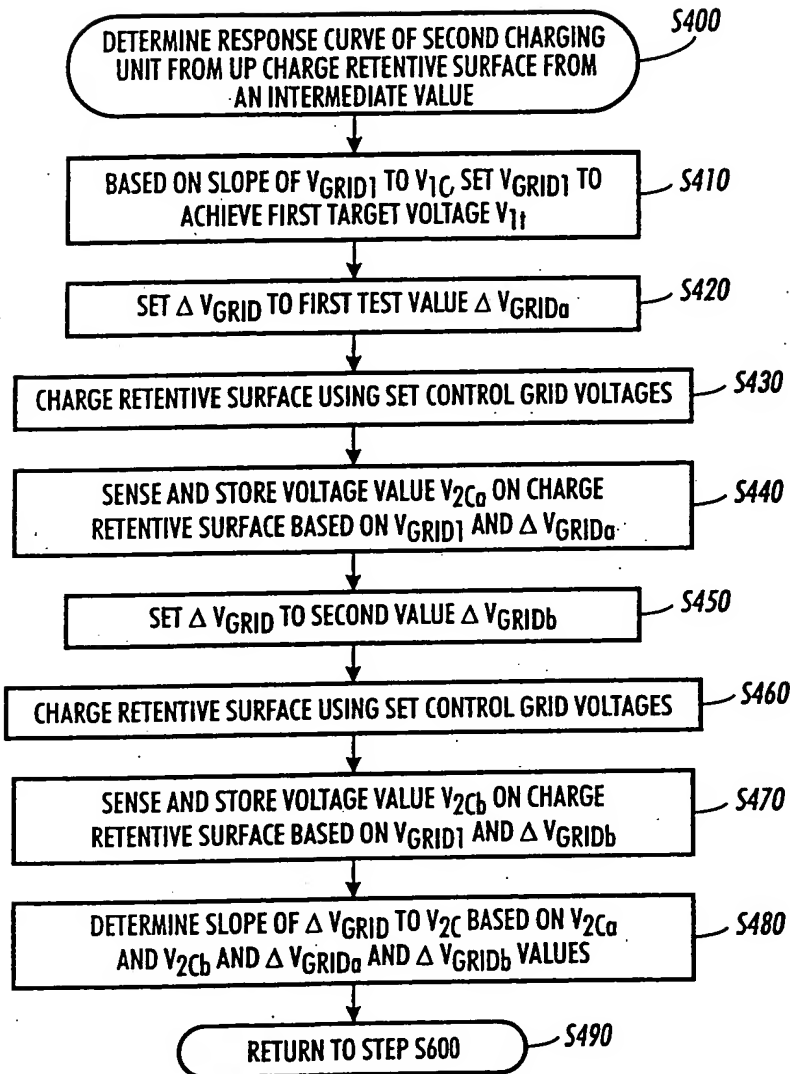 DETERMINE RESPONSE CURVE OF SECOND CHARGING
UNIT FROM UP CHARGE RETENTIVE SURFACE FROM
AN INTERMEDIATE VALUE
S400
BASED ON SLOPE OF VGRID1 TO V1C, SET VGRID1 TO
ACHIEVE FIRST TARGET VOLTAGE V1t
S410
SET Δ VGRID TO FIRST TEST VALUE Δ VGRIDa
S420
CHARGE RETENTIVE SURFACE USING SET CONTROL GRID VOLTAGES
S430
SENSE AND STORE VOLTAGE VALUE V2Ca ON CHARGE
RETENTIVE SURFACE BASED ON VGRID1 AND Δ VGRIDa
S440
SET Δ VGRID TO SECOND VALUE Δ VGRIDb
S450
CHARGE RETENTIVE SURFACE USING SET CONTROL GRID VOLTAGES
S460
SENSE AND STORE VOLTAGE VALUE V2Cb ON CHARGE
RETENTIVE SURFACE BASED ON VGRID1 AND Δ VGRIDb
S470
DETERMINE SLOPE OF Δ VGRID TO V2C BASED ON V2Ca
AND V2Cb AND Δ VGRIDa AND Δ VGRIDb VALUES
S480
RETURN TO STEP S600
S490